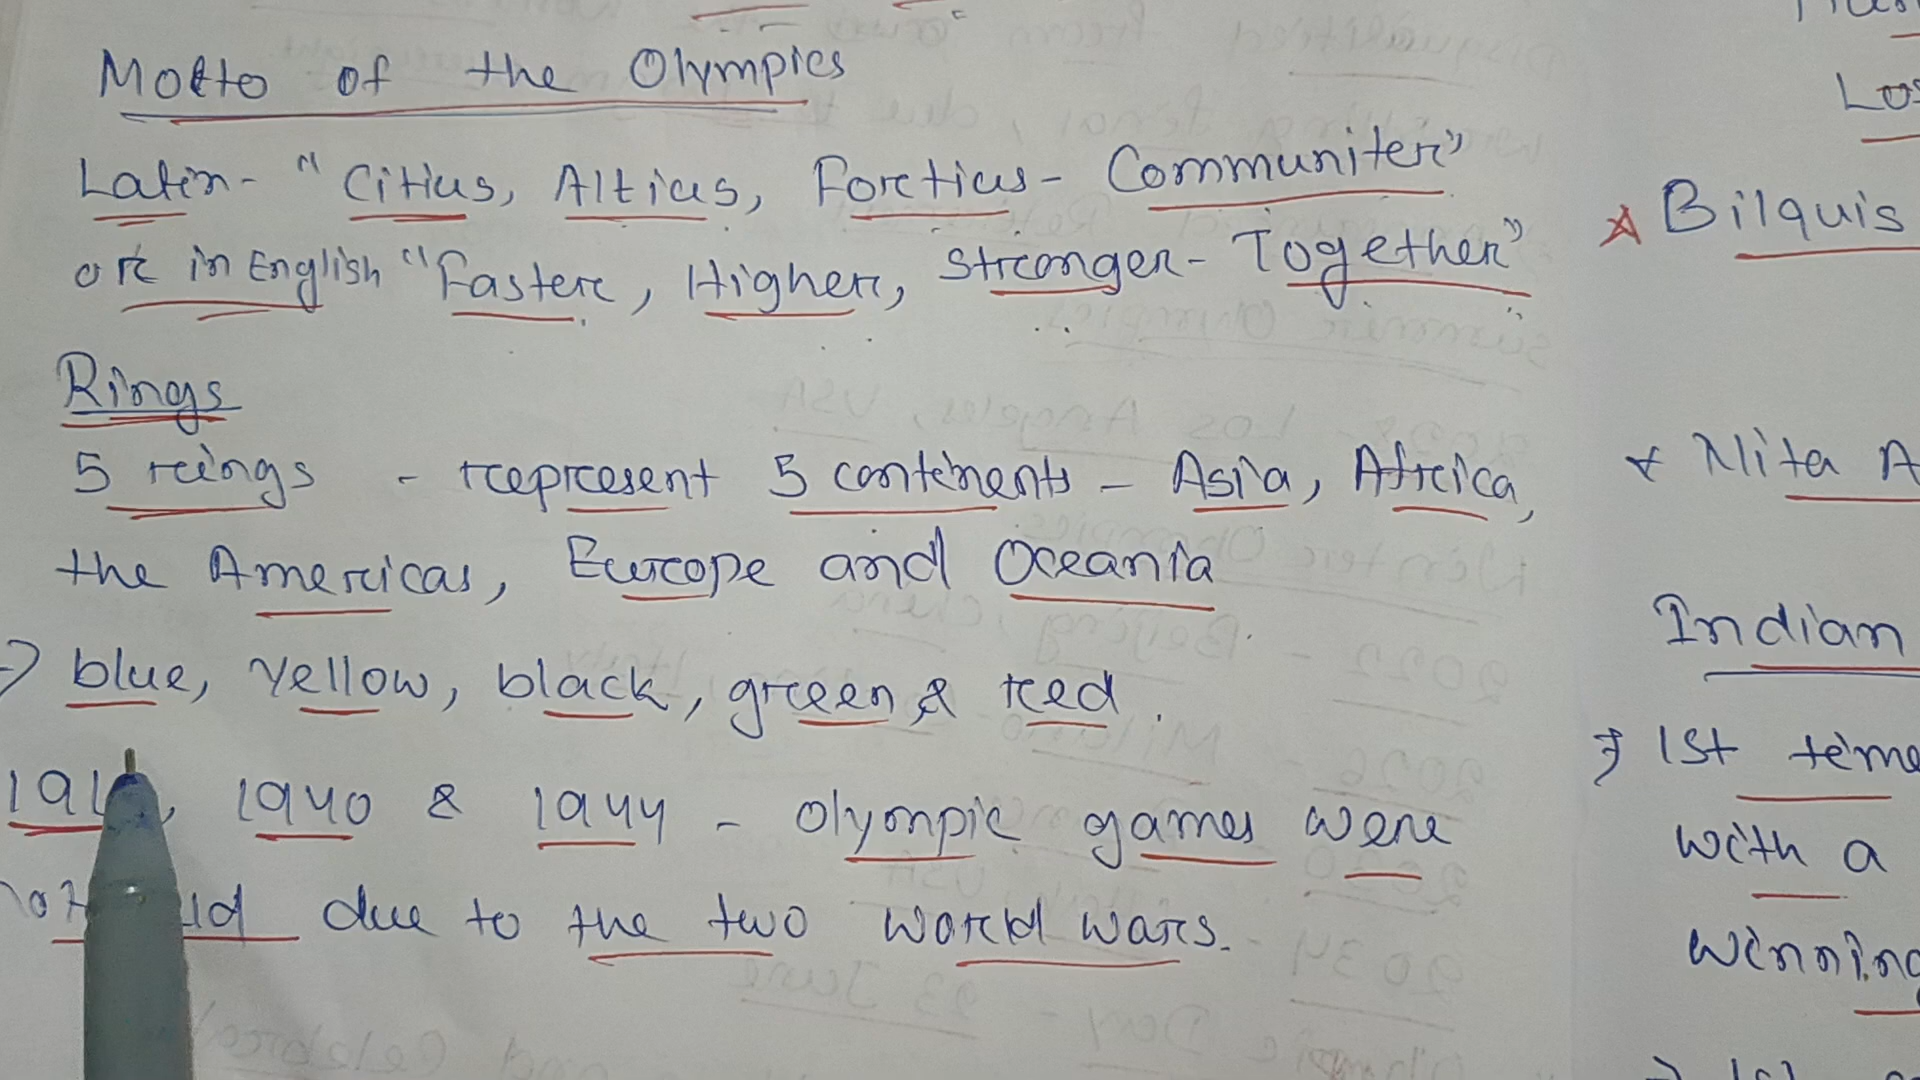 Motto of the Olympics
Latin - "Citius, Altius, Fortius - Communiter"
or in English "Faster, Higher, Stronger - Together"
Rings
5 rings - represent 5 continents - Asia, Africa,
the Americas, Europe and Oceania
→ blue, yellow, black, green & red.
1940 & 1944 - Olympic games were
due to the two world wars.
Los
☆ Bilquis
Nita A
Indian
1st time
with a
winning